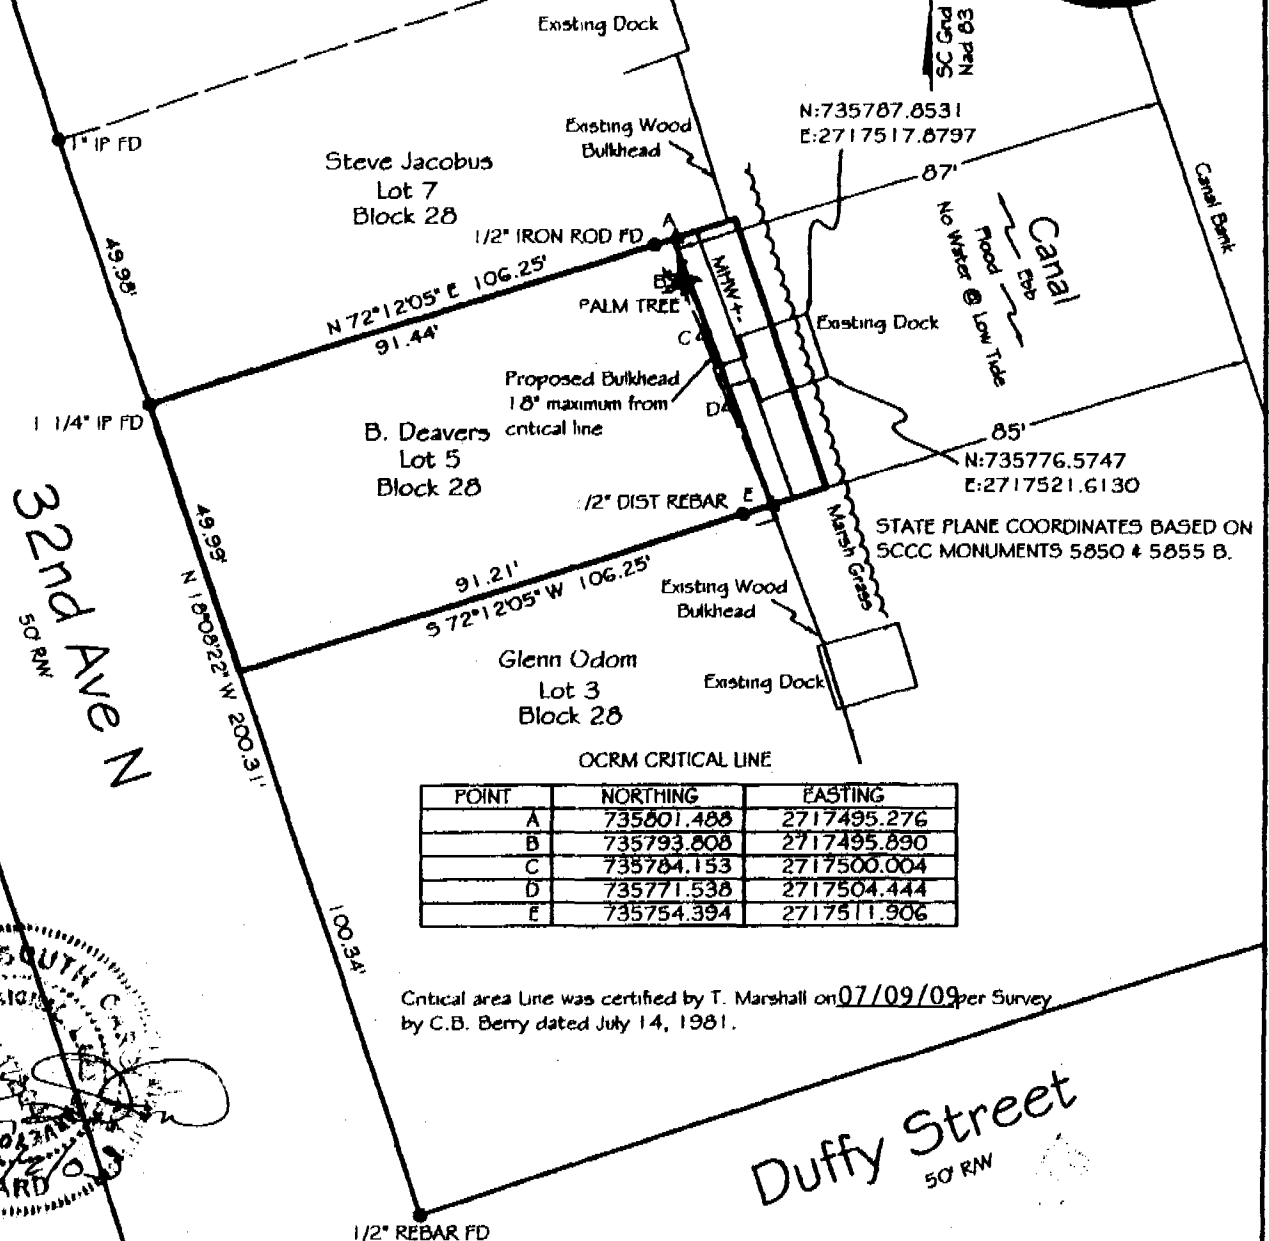 Existing Dock
SC Grid
Nad 83
N:735787.8531
E:2717517.8797
Existing Wood
Bulkhead
1" IP FD
Steve Jacobus
Lot 7
Block 28
87'
Canal Bank
Canal
Ebb
Flood
No Water @ Low Tide
A
1/2" IRON ROD FD
49.98'
N 72°12'05" E 106.25'
91.44'
B
PALM TREE
MHW
C
Existing Dock
Proposed Bulkhead
18" maximum from
critical line
D
1 1/4" IP FD
B. Deavers
Lot 5
Block 28
85'
N:735776.5747
E:2717521.6130
/2" DIST REBAR
E
STATE PLANE COORDINATES BASED ON
SCCC MONUMENTS 5850 & 5855 B.
Marsh Grass
32nd Ave N
50' R/W
49.99'
N 18°08'22" W 200.31'
91.21'
S 72°12'05" W 106.25'
Existing Wood
Bulkhead
Glenn Odom
Lot 3
Block 28
Existing Dock
OCRM CRITICAL LINE
POINT NORTHING EASTING
A 735801.488 2717495.276
B 735793.808 2717495.890
C 735784.153 2717500.004
D 735771.538 2717504.444
E 735754.394 2717511.906
100.34'
Critical area Line was certified by T. Marshall on 07/09/09 per Survey
by C.B. Berry dated July 14, 1981.
SOUTH CA
Duffy Street
50' R/W
1/2" REBAR FD